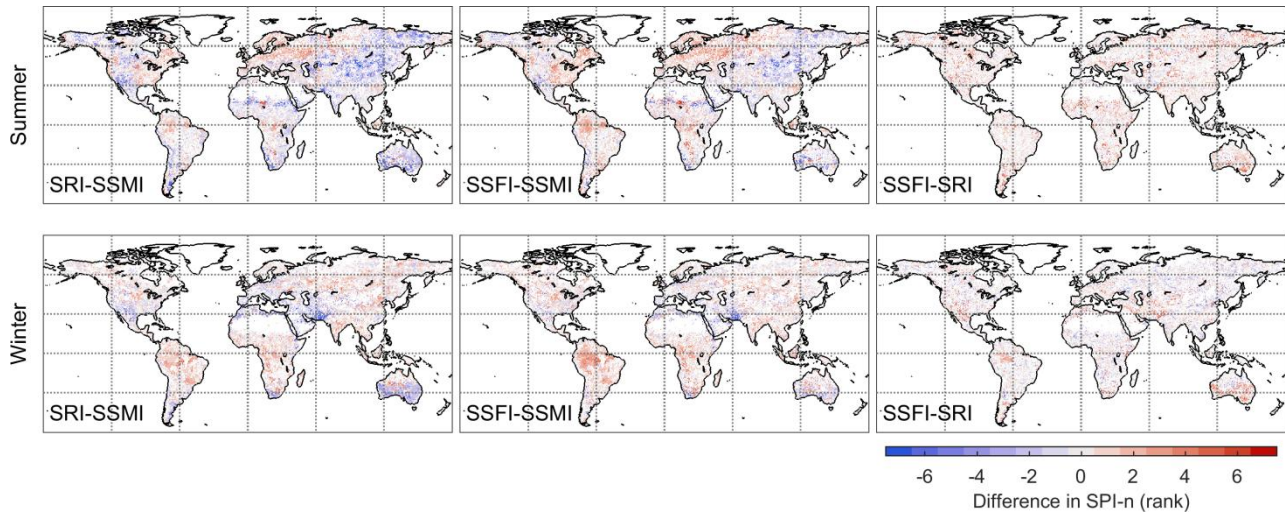 Summer
SRI-SSMI
SSFI-SSMI
SSFI-SRI
Winter
SRI-SSMI
SSFI-SSMI
SSFI-SRI
-6 -4 -2 0 2 4 6
Difference in SPI-n (rank)